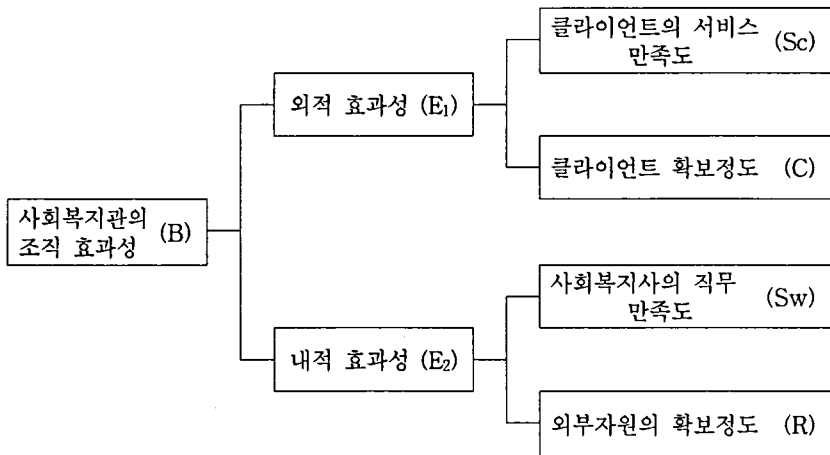 클라이언트의 서비스
만족도 (Sc)
외적 효과성 (E₁)
클라이언트 확보정도 (C)
사회복지관의
조직 효과성 (B)
사회복지사의 직무
만족도 (Sw)
내적 효과성 (E₂)
외부자원의 확보정도 (R)